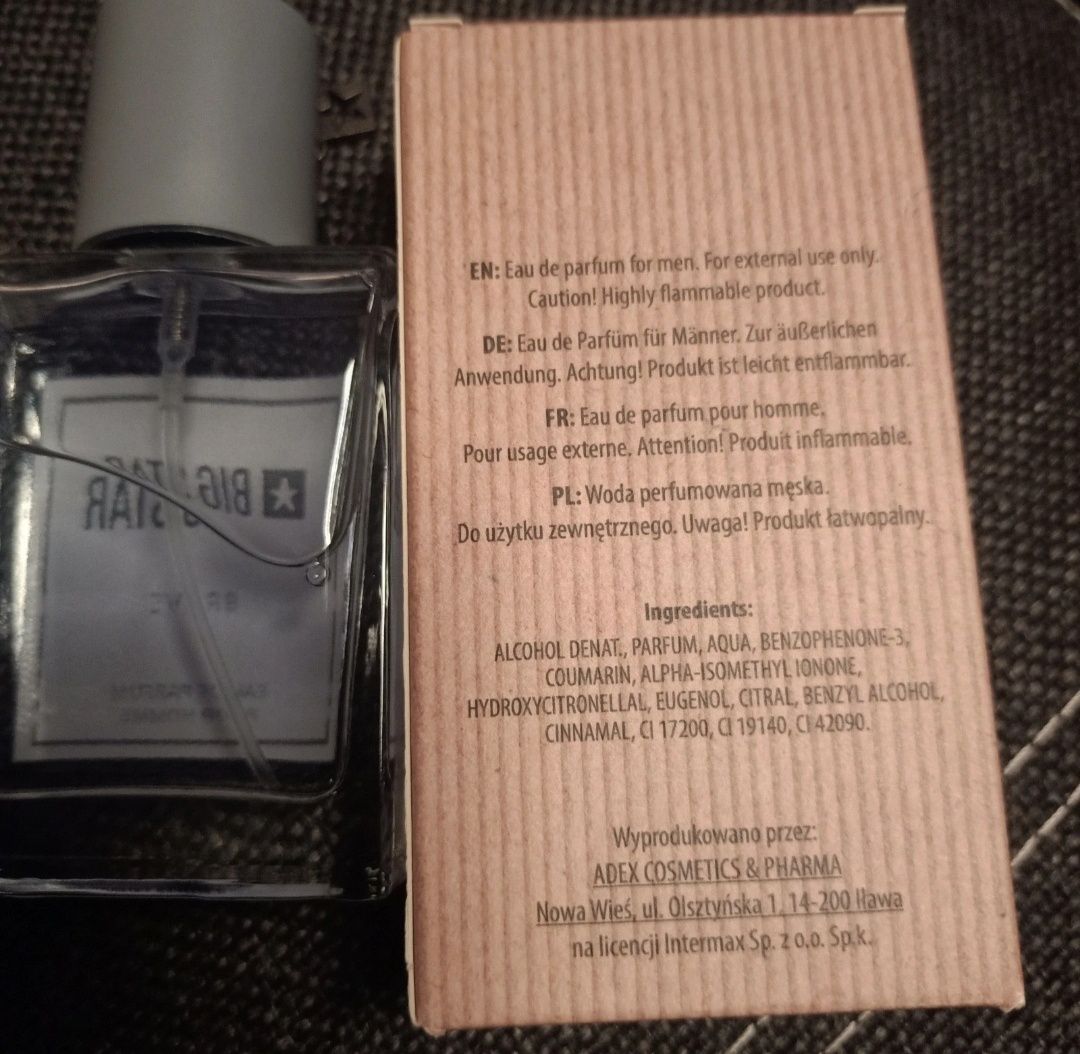 EN: Eau de parfum for men. For external use only.
Caution! Highly flammable product.
DE: Eau de Parfüm für Männer. Zur äußerlichen
Anwendung. Achtung! Produkt ist leicht entflammbar.
FR: Eau de parfum pour homme.
Pour usage externe. Attention! Produit inflammable.
PL: Woda perfumowana męska.
Do użytku zewnętrznego. Uwaga! Produkt łatwopalny.
Ingredients:
ALCOHOL DENAT., PARFUM, AQUA, BENZOPHENONE-3,
COUMARIN, ALPHA-ISOMETHYL IONONE,
HYDROXYCITRONELLAL, EUGENOL, CITRAL, BENZYL ALCOHOL,
CINNAMAL, CI 17200, CI 19140, CI 42090.
Wyprodukowano przez:
ADEX COSMETICS & PHARMA
Nowa Wieś, ul. Olsztyńska 1, 14-200 Iława
na licencji Intermax Sp. z o.o. Sp.k.
BIG STAR